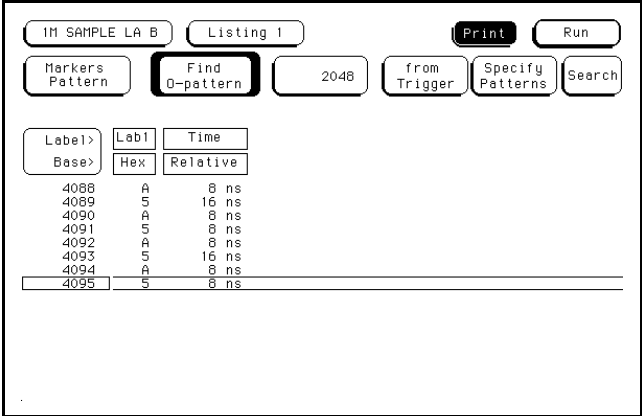 1M SAMPLE LA B Listing 1 Print Run
Markers Pattern Find O-pattern 2048 from Trigger Specify Patterns Search
Label> Lab1 Time
Base> Hex Relative
4088 A 8 ns
4089 5 16 ns
4090 A 8 ns
4091 5 8 ns
4092 A 8 ns
4093 5 16 ns
4094 A 8 ns
4095 5 8 ns